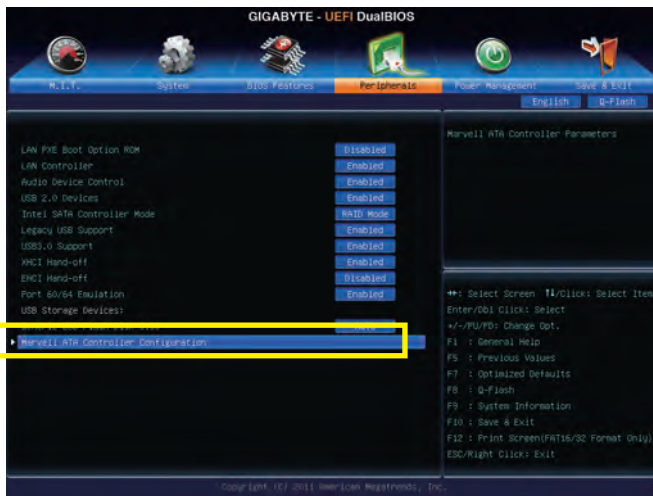 GIGABYTE - UEFI DualBIOS
M.I.T. System Bios Features Peripherals Power Management Save & Exit
English Q-Flash
Marvell ATA Controller Parameters
LAN PXE Boot Option ROM Disabled
LAN Controller Enabled
Audio Device Control Enabled
USB 2.0 Devices Enabled
Intel SATA Controller Mode RAID Mode
Legacy USB Support Enabled
USB3.0 Support Enabled
XHCI Hand-off Enabled
EHCI Hand-off Disabled
Port 60/64 Emulation Enabled
USB Storage Devices:
Marvell ATA Controller Configuration
: Select Screen ↑↓/Click: Select Item
Enter/Dbl Click: Select
+/-/PU/PD: Change Opt.
F1 : General Help
F5 : Previous Values
F7 : Optimized Defaults
F8 : Q-Flash
F9 : System Information
F10 : Save & Exit
F12 : Print Screen(FAT16/32 Format Only)
ESC/Right Click: Exit
Copyright (C) 2011 American Megatrends, Inc.